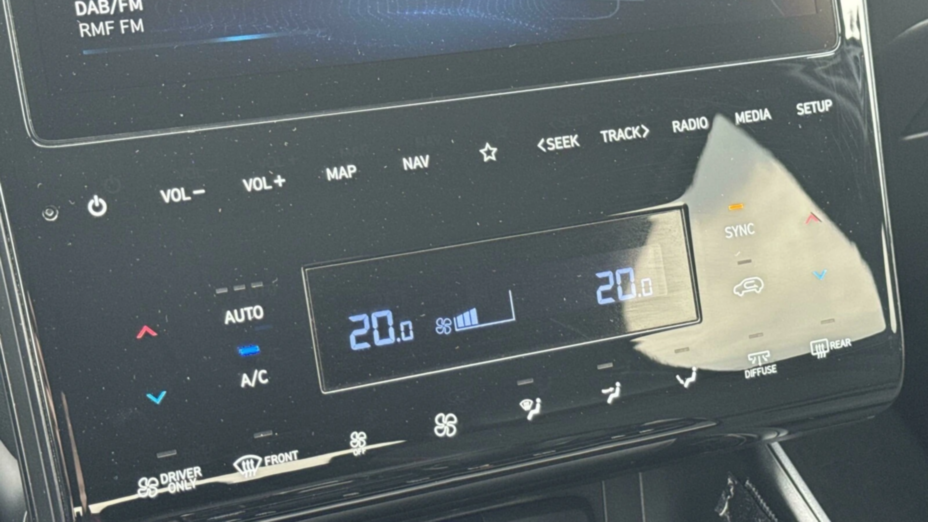 DAB/FM
RMF FM
VOL−
VOL+
MAP
NAV
<SEEK
TRACK>
RADIO
MEDIA
SETUP
SYNC
AUTO
A/C
20.0
20.0
DRIVER
ONLY
FRONT
OFF
DIFFUSE
REAR